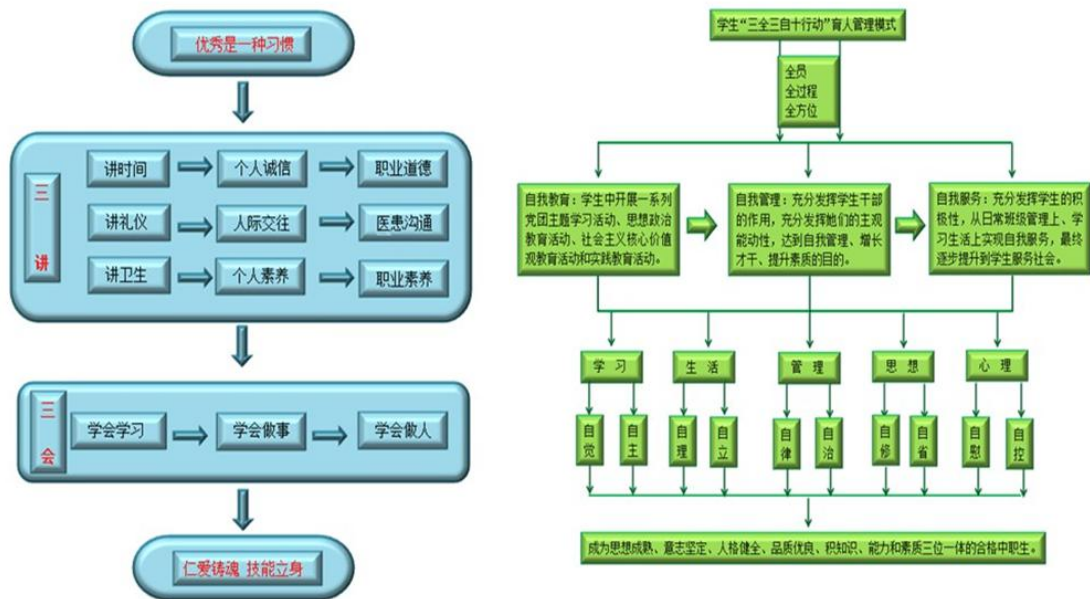 优秀是一种习惯
三讲
讲时间
个人诚信
职业道德
讲礼仪
人际交往
医患沟通
讲卫生
个人素养
职业素养
三会
学会学习
学会做事
学会做人
仁爱铸魂 技能立身
学生“三全三自十行动”育人管理模式
全员
全过程
全方位
自我教育：学生中开展一系列
党团主题学习活动、思想政治
教育活动、社会主义核心价值
观教育活动和实践教育活动。
自我管理：充分发挥学生干部
的作用，充分发挥她们的主观
能动性，达到自我管理、增长
才干、提升素质的目的。
自我服务：充分发挥学生的积
极性，从日常班级管理上、学
习生活上实现自我服务，最终
逐步提升到学生服务社会。
学 习
生 活
管 理
思 想
心 理
自觉
自主
自理
自立
自律
自治
自修
自省
自慰
自控
成为思想成熟、意志坚定、人格健全、品质优良、积知识、能力和素质三位一体的合格中职生。